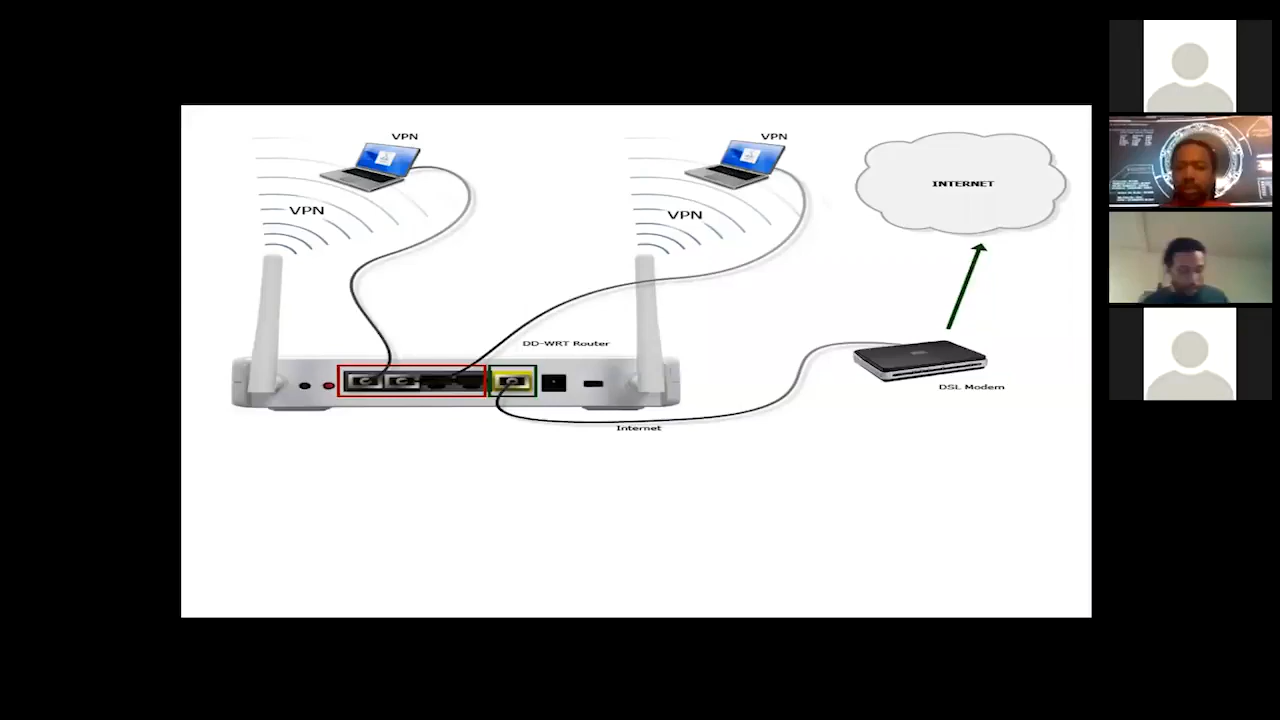 VPN
VPN
INTERNET
VPN
VPN
DD-WRT Router
DSL Modem
Internet